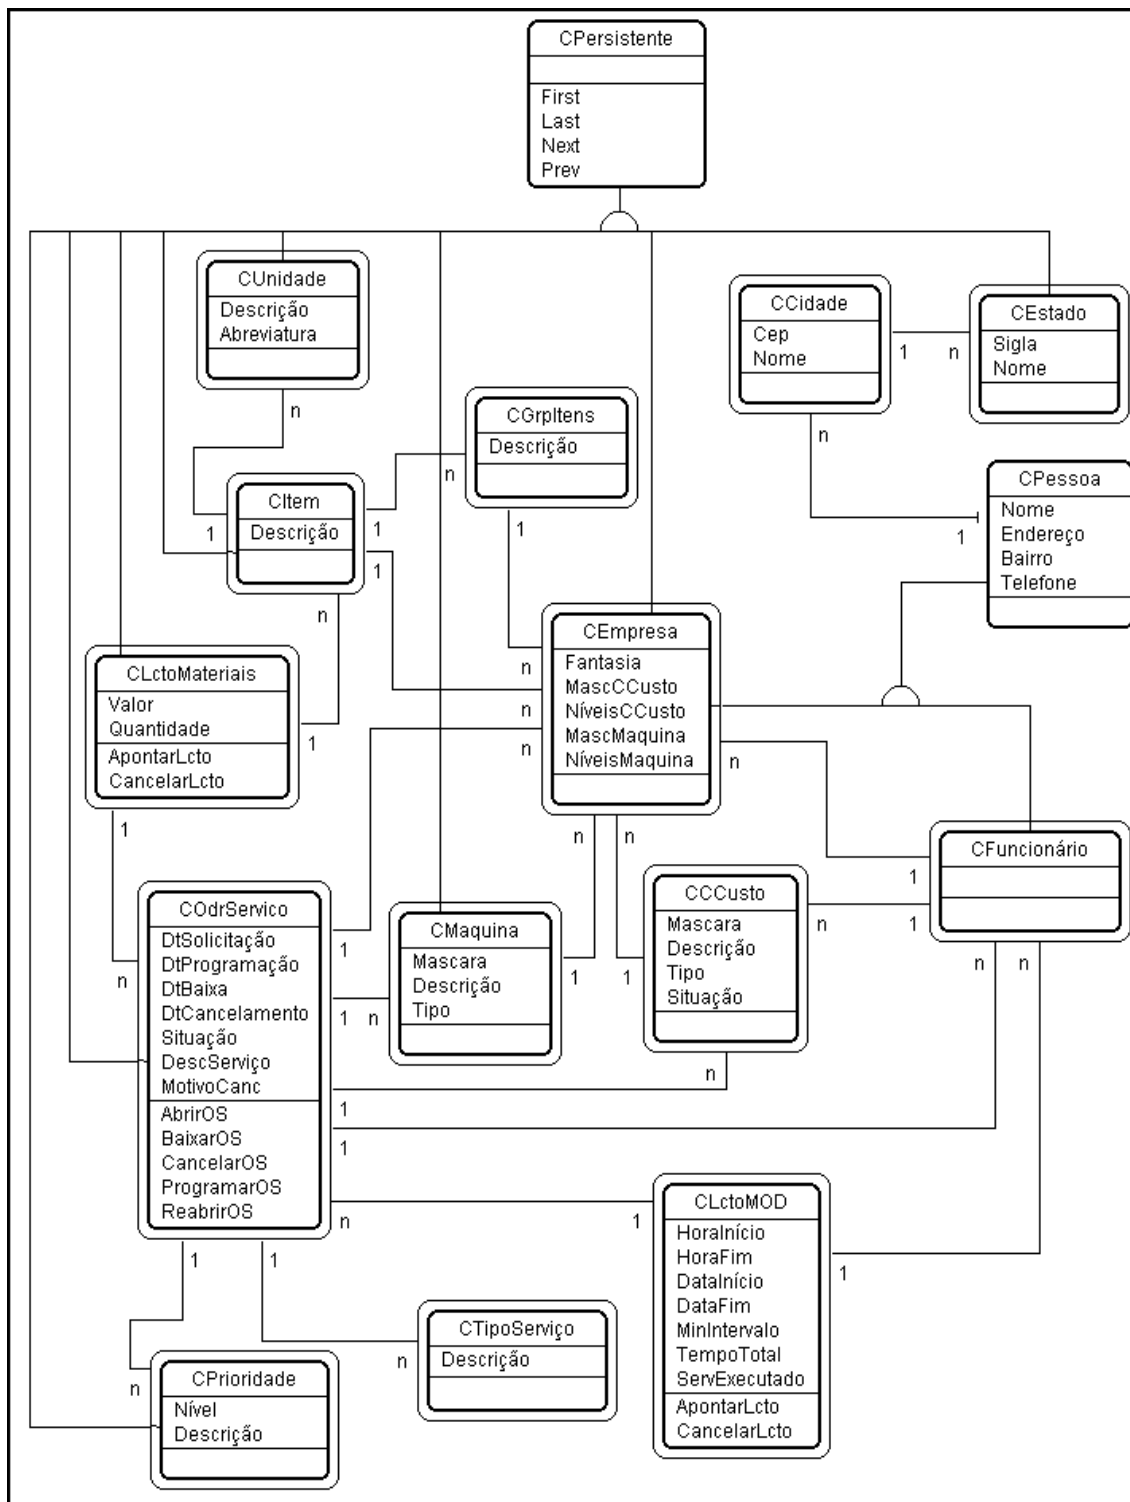 CPersistente
First
Last
Next
Prev
CUnidade
Descrição
Abreviatura
n
CCidade
Cep
Nome
1
n
CEstado
Sigla
Nome
n
CGrpItens
Descrição
n
1
CItem
Descrição
1
1
1
n
CPessoa
Nome
Endereço
Bairro
Telefone
1
CEmpresa
Fantasia
MascCCusto
NíveisCCusto
MascMaquina
NíveisMaquina
n
n
n
n
n
n
CLctoMateriais
Valor
Quantidade
ApontarLcto
CancelarLcto
1
1
CFuncionário
1
1
n
n
COdrServico
DtSolicitação
DtProgramação
DtBaixa
DtCancelamento
Situação
DescServiço
MotivoCanc
AbrirOS
BaixarOS
CancelarOS
ProgramarOS
ReabrirOS
n
1
1
n
1
1
n
1
1
CMaquina
Mascara
Descrição
Tipo
1
CCCusto
Mascara
Descrição
Tipo
Situação
n
1
n
CLctoMOD
HoraInício
HoraFim
DataInício
DataFim
MinIntervalo
TempoTotal
ServExecutado
ApontarLcto
CancelarLcto
1
1
CTipoServiço
Descrição
n
CPrioridade
Nível
Descrição
n